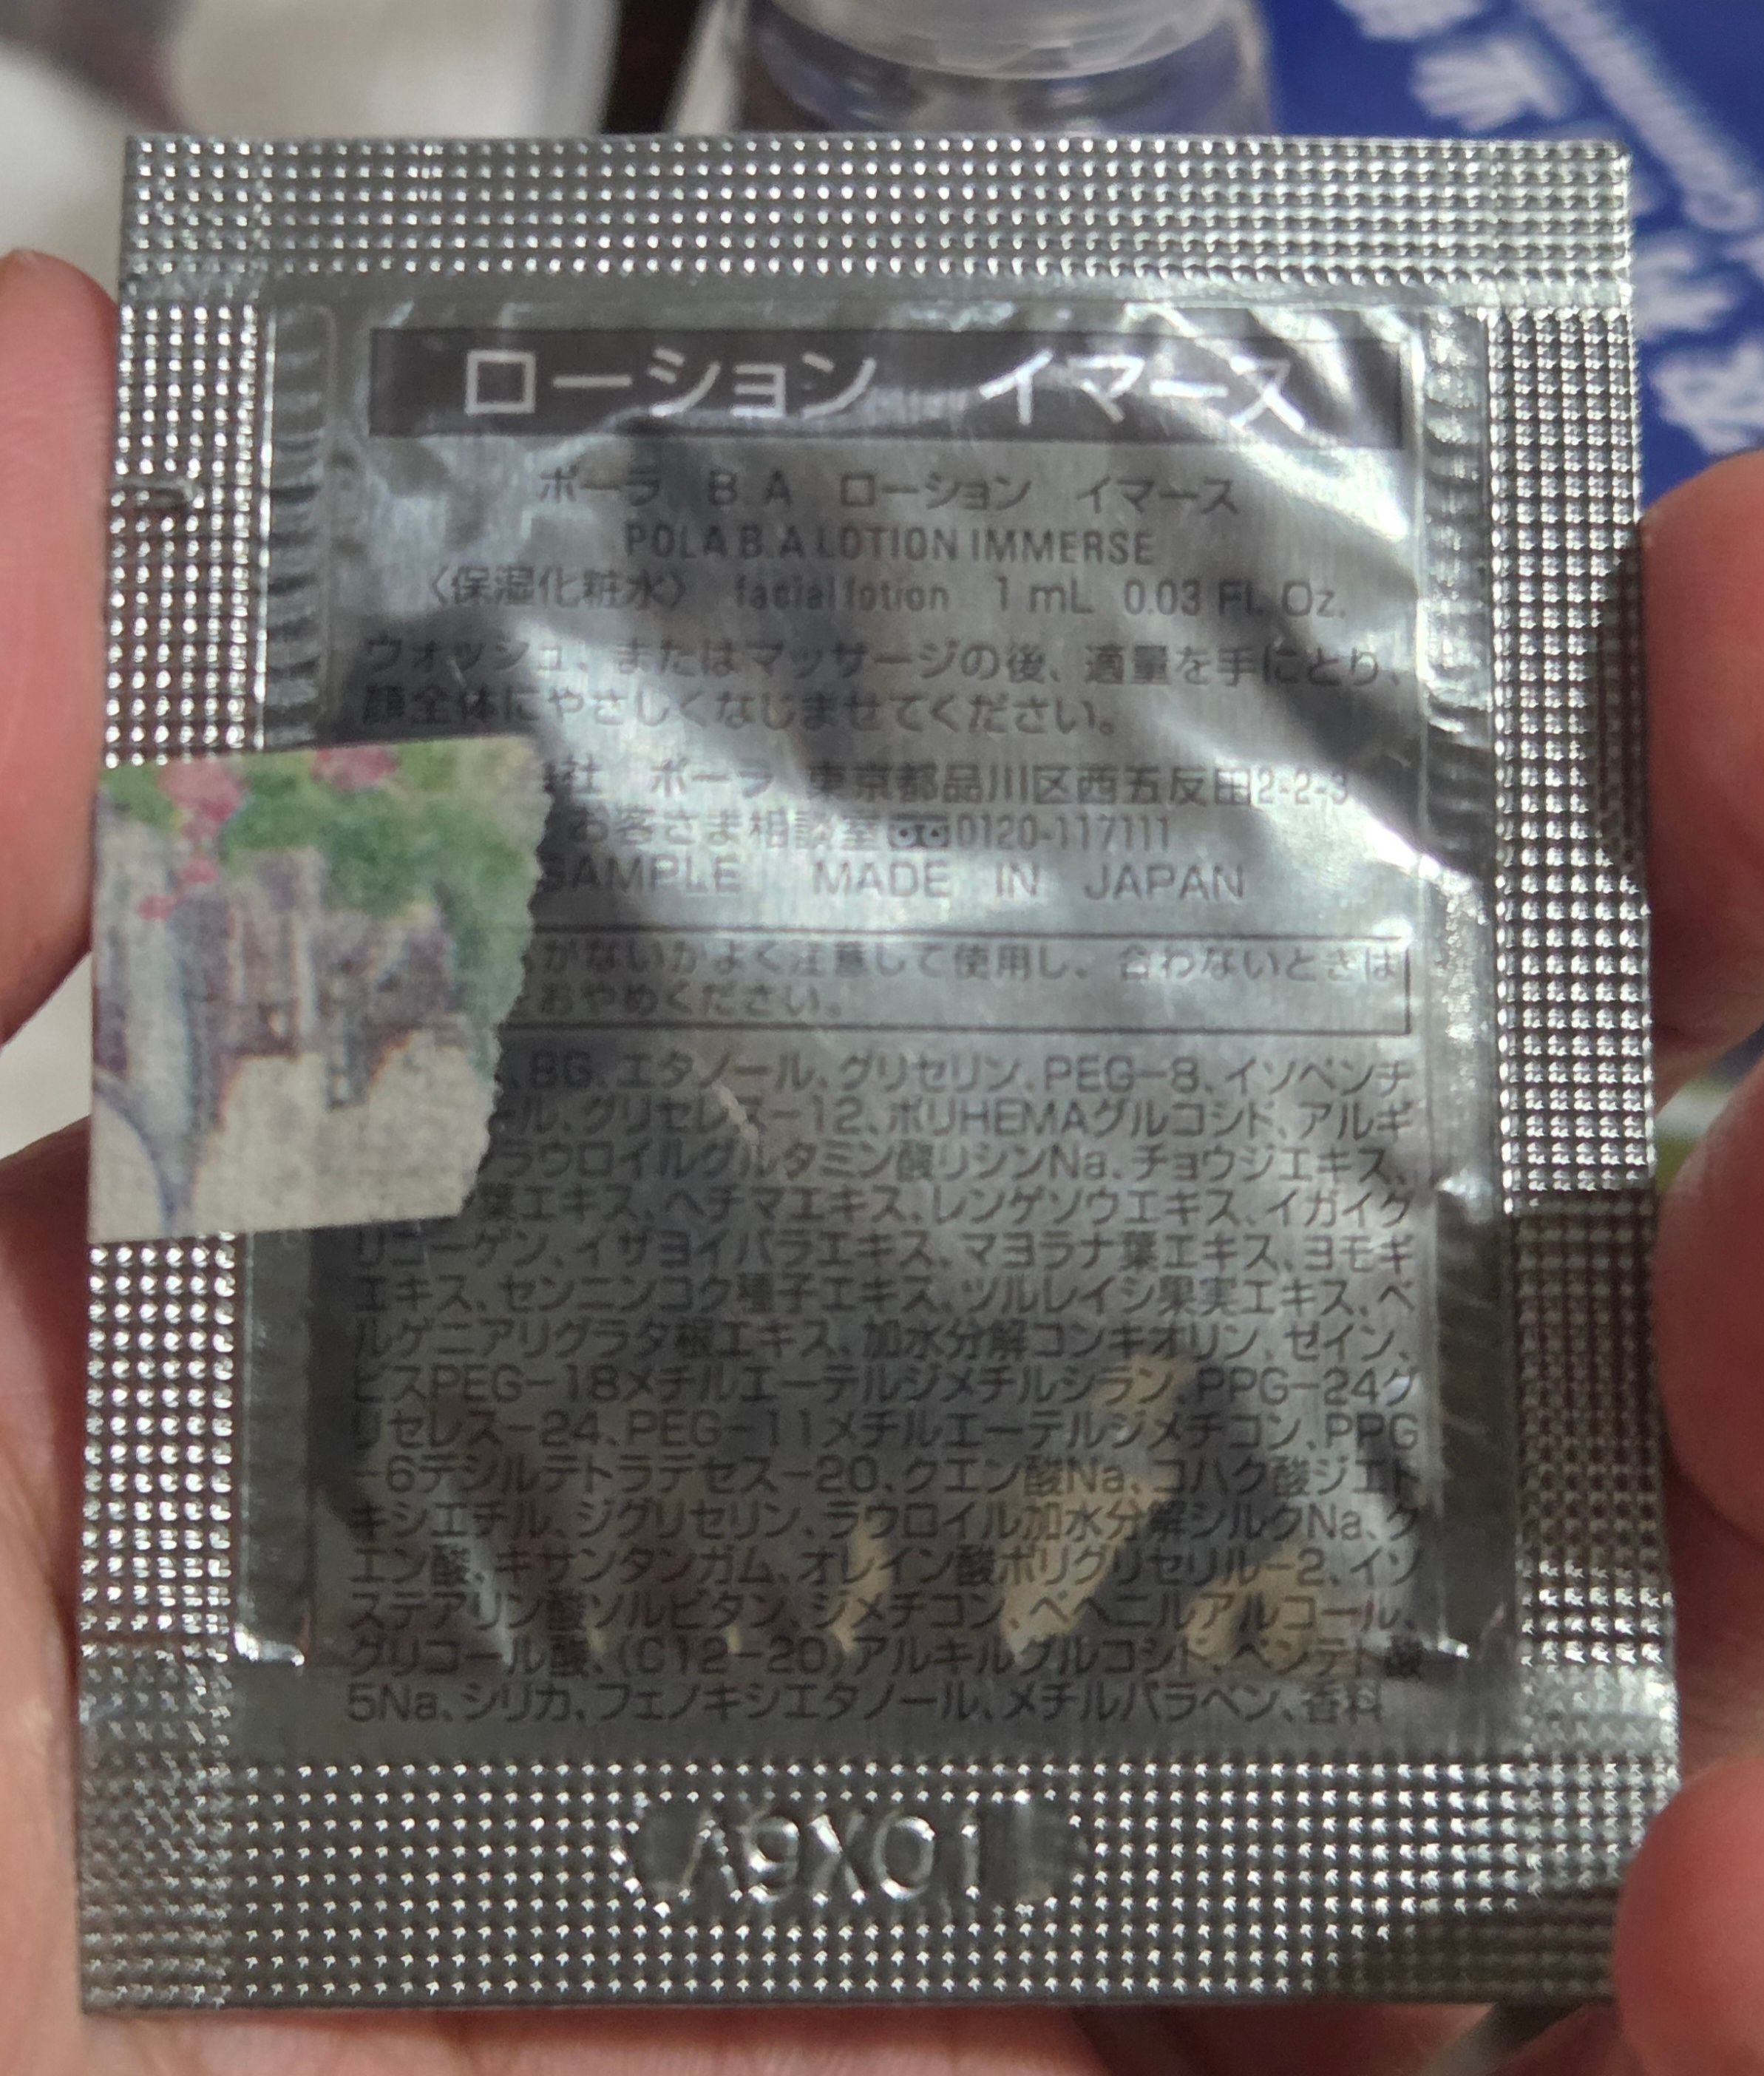 ローション イマース
ポーラ B.A ローション イマース
POLA B.A LOTION IMMERSE
〈保湿化粧水〉 facial lotion 1 mL 0.03 Fl. Oz.
ウォッシュ、またはマッサージの後、適量を手にとり、
顔全体にやさしくなじませてください。
社 ポーラ 東京都品川区西五反田2-2-3
お客さま相談室 0120-117111
SAMPLE MADE IN JAPAN
がないかよく注意して使用し、合わないときは
おやめください。
、BG、エタノール、グリセリン、PEG-8、イソペンチ
ール、グリセレス-12、ポリHEMAグルコシド、アルギ
ラウロイルグルタミン酸リシンNa、チョウジエキス、
葉エキス、ヘチマエキス、レンゲソウエキス、イガイグ
リコーゲン、イザヨイバラエキス、マヨラナ葉エキス、ヨモギ
エキス、センニンコク種子エキス、ツルレイシ果実エキス、ベ
ルゲニアリグラタ根エキス、加水分解コンキオリン、ゼイン、
ビスPEG-18メチルエーテルジメチルシラン、PPG-24グ
リセレス-24、PEG-11メチルエーテルジメチコン、PPG
-6デシルテトラデセス-20、クエン酸Na、コハク酸ジエト
キシエチル、ジグリセリン、ラウロイル加水分解シルクNa、ク
エン酸、キサンタンガム、オレイン酸ポリグリセリル-2、イソ
ステアリン酸ソルビタン、ジメチコン、ベヘニルアルコール、
グリコール酸、(C12-20)アルキルグルコシド、ペンテト酸
5Na、シリカ、フェノキシエタノール、メチルパラベン、香料